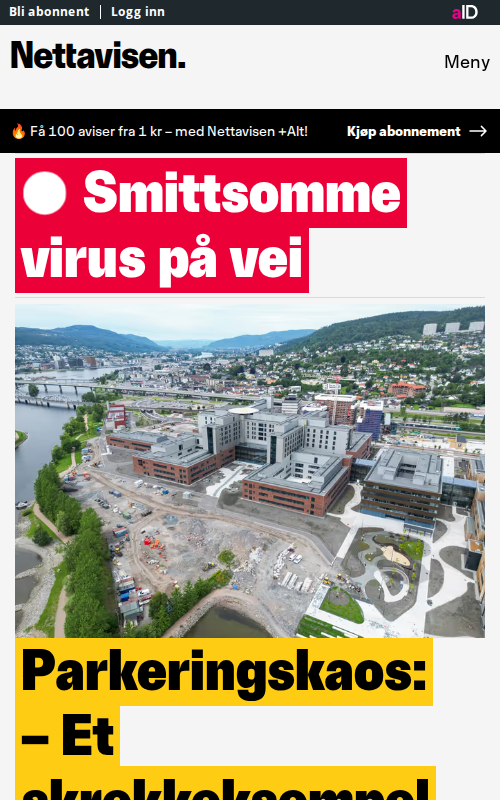 Bli abonnent | Logg inn
aID
Nettavisen.
Meny
🔥 Få 100 aviser fra 1 kr – med Nettavisen +Alt!
Kjøp abonnement →
Smittsomme
virus på vei
Parkeringskaos:
– Et
skrekkeksempel